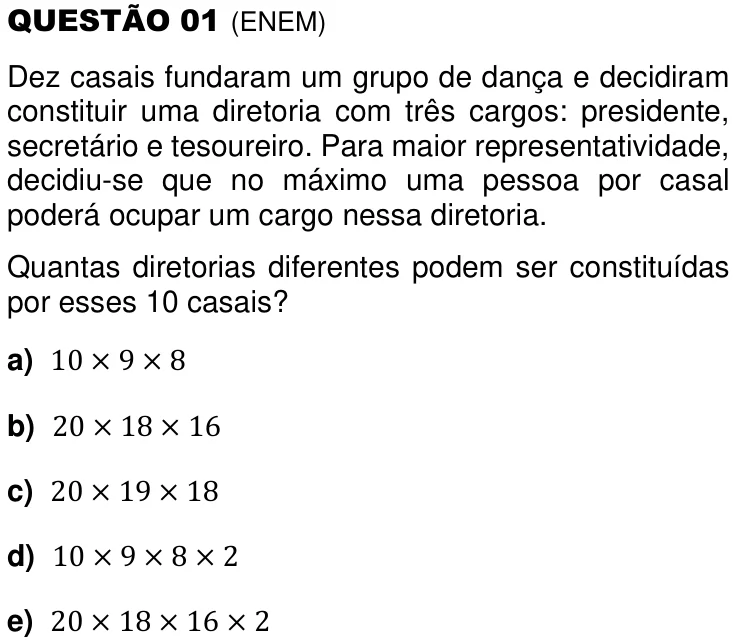 QUESTÃO 01 (ENEM)
Dez casais fundaram um grupo de dança e decidiram
constituir uma diretoria com três cargos: presidente,
secretário e tesoureiro. Para maior representatividade,
decidiu-se que no máximo uma pessoa por casal
poderá ocupar um cargo nessa diretoria.
Quantas diretorias diferentes podem ser constituídas
por esses 10 casais?
a) 10 × 9 × 8
b) 20 × 18 × 16
c) 20 × 19 × 18
d) 10 × 9 × 8 × 2
e) 20 × 18 × 16 × 2